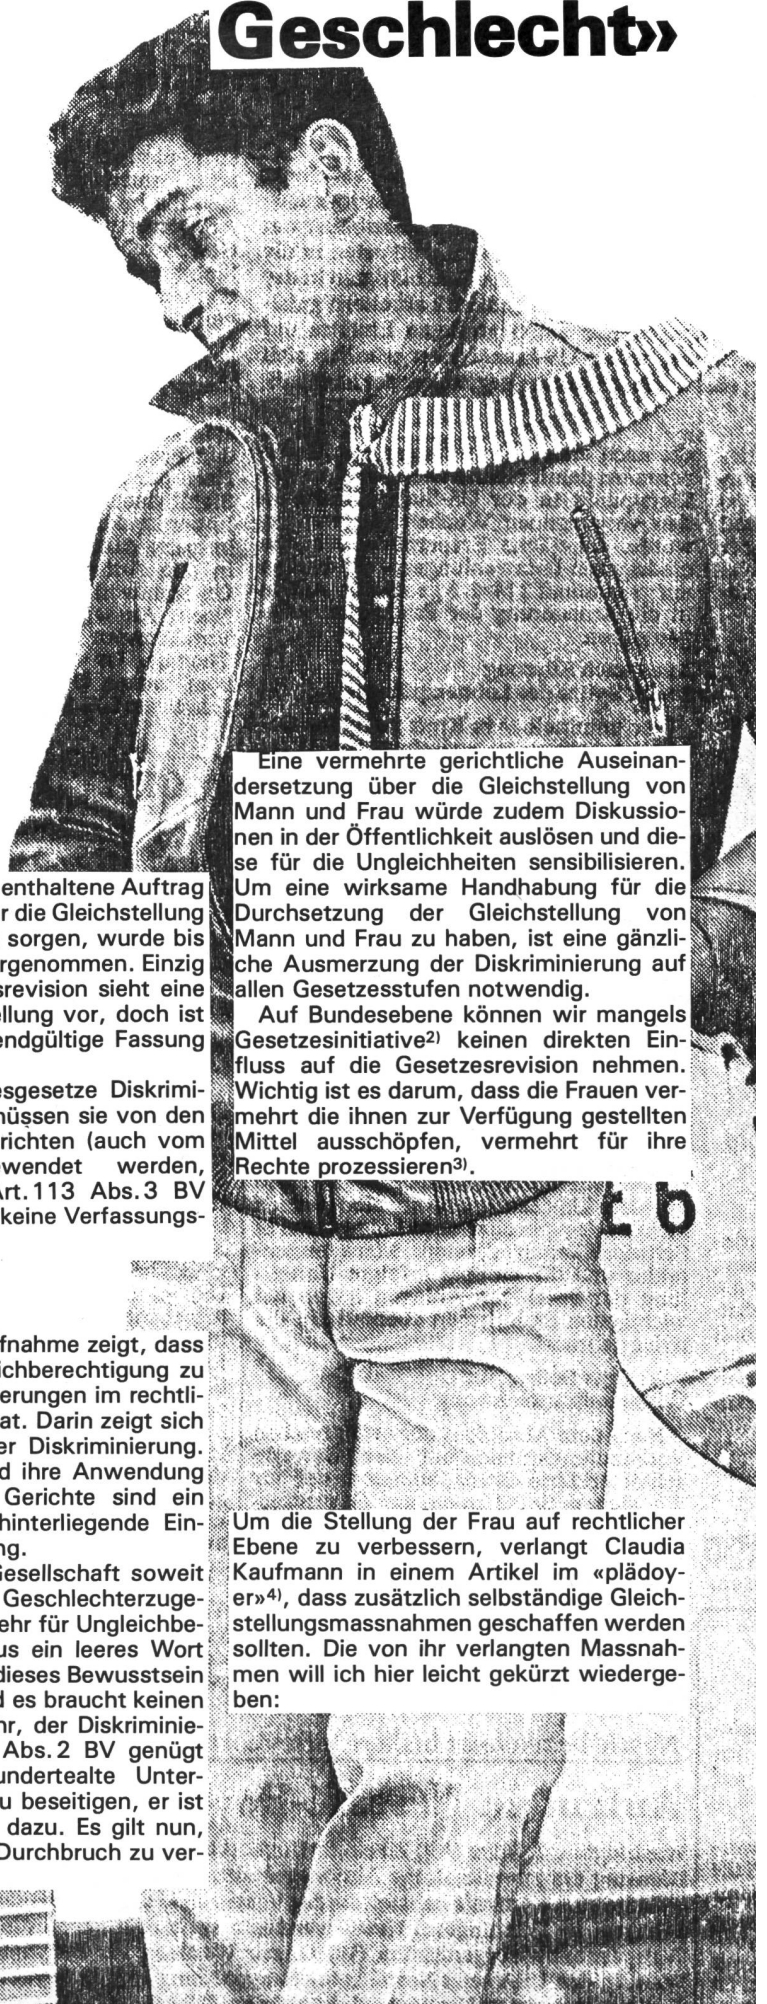 Geschlecht»
enthaltene Auftrag
r die Gleichstellung
sorgen, wurde bis
rgenommen. Einzig
srevision sieht eine
ellung vor, doch ist
endgültige Fassung
esgesetze Diskrimi-
nüssen sie von den
richten (auch vom
wendet werden,
Art. 113 Abs. 3 BV
keine Verfassungs-
fnahme zeigt, dass
ichberechtigung zu
erungen im rechtli-
at. Darin zeigt sich
er Diskriminierung.
d ihre Anwendung
Gerichte sind ein
hinterliegende Ein-
ng.
Gesellschaft soweit
Geschlechterzuge-
ehr für Ungleichbe-
us ein leeres Wort
dieses Bewusstsein
d es braucht keinen
hr, der Diskriminie-
Abs. 2 BV genügt
undertealte Unter-
u beseitigen, er ist
dazu. Es gilt nun,
Durchbruch zu ver-
Eine vermehrte gerichtliche Auseinan-
dersetzung über die Gleichstellung von
Mann und Frau würde zudem Diskussio-
nen in der Öffentlichkeit auslösen und die-
se für die Ungleichheiten sensibilisieren.
Um eine wirksame Handhabung für die
Durchsetzung der Gleichstellung von
Mann und Frau zu haben, ist eine gänzli-
che Ausmerzung der Diskriminierung auf
allen Gesetzesstufen notwendig.
Auf Bundesebene können wir mangels
Gesetzesinitiative2) keinen direkten Ein-
fluss auf die Gesetzesrevision nehmen.
Wichtig ist es darum, dass die Frauen ver-
mehrt die ihnen zur Verfügung gestellten
Mittel ausschöpfen, vermehrt für ihre
Rechte prozessieren3).
Um die Stellung der Frau auf rechtlicher
Ebene zu verbessern, verlangt Claudia
Kaufmann in einem Artikel im «plädoy-
er»4), dass zusätzlich selbständige Gleich-
stellungsmassnahmen geschaffen werden
sollten. Die von ihr verlangten Massnah-
men will ich hier leicht gekürzt wiederge-
ben: